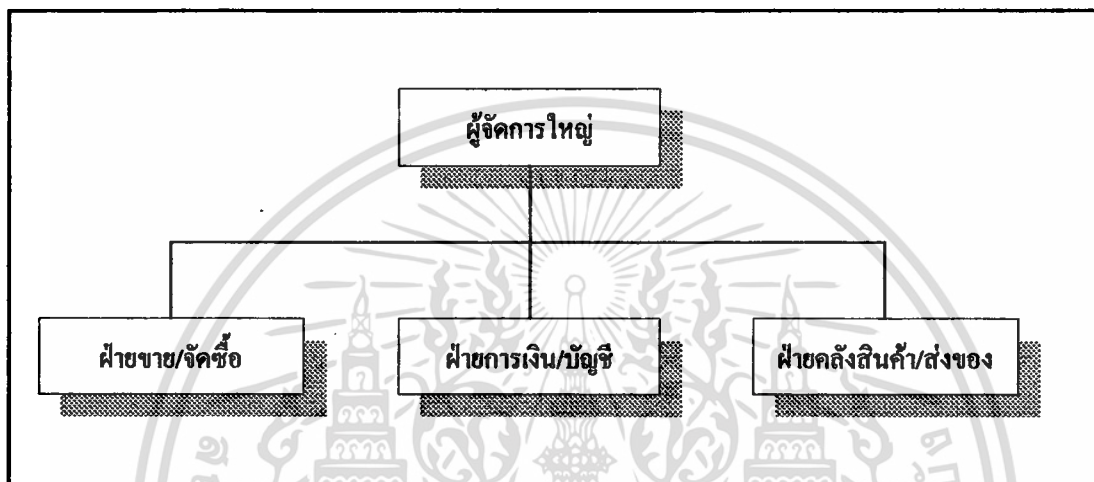 ผู้จัดการใหญ่
ฝ่ายขาย/จัดซื้อ
ฝ่ายการเงิน/บัญชี
ฝ่ายคลังสินค้า/ส่งของ